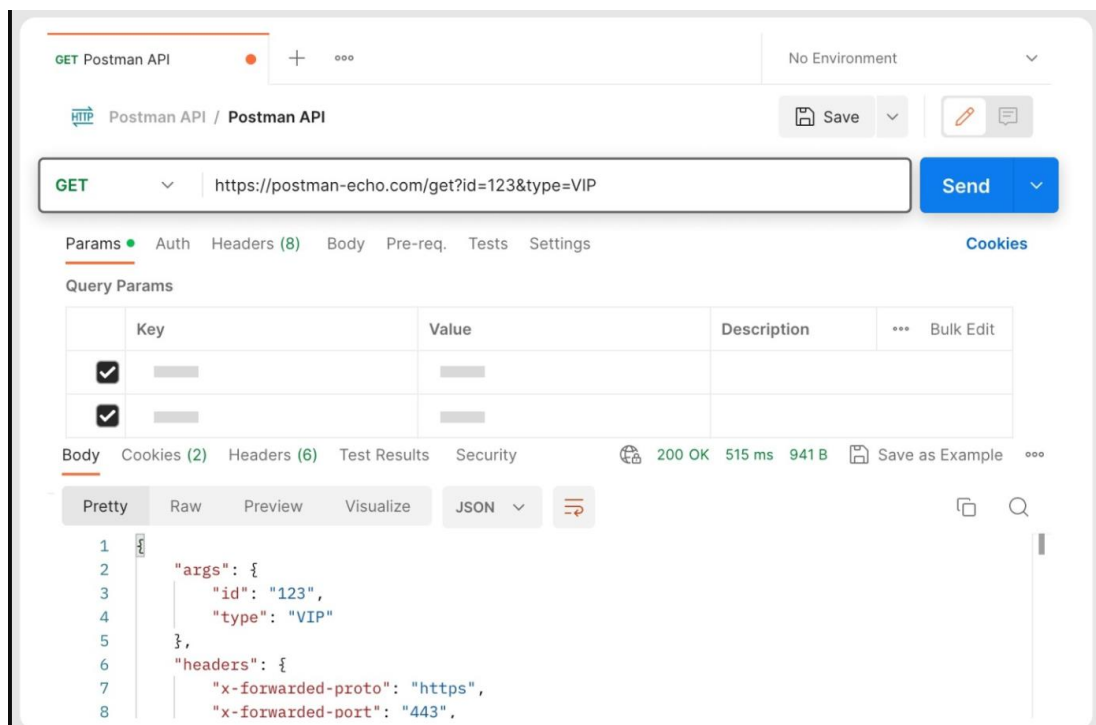 GET Postman API
No Environment
HTTP Postman API / Postman API
Save
GET https://postman-echo.com/get?id=123&type=VIP Send
Params Auth Headers (8) Body Pre-req. Tests Settings Cookies
Query Params
Key Value Description Bulk Edit
Body Cookies (2) Headers (6) Test Results Security 200 OK 515 ms 941 B Save as Example
Pretty Raw Preview Visualize JSON
1 {
2 "args": {
3 "id": "123",
4 "type": "VIP"
5 },
6 "headers": {
7 "x-forwarded-proto": "https",
8 "x-forwarded-port": "443",